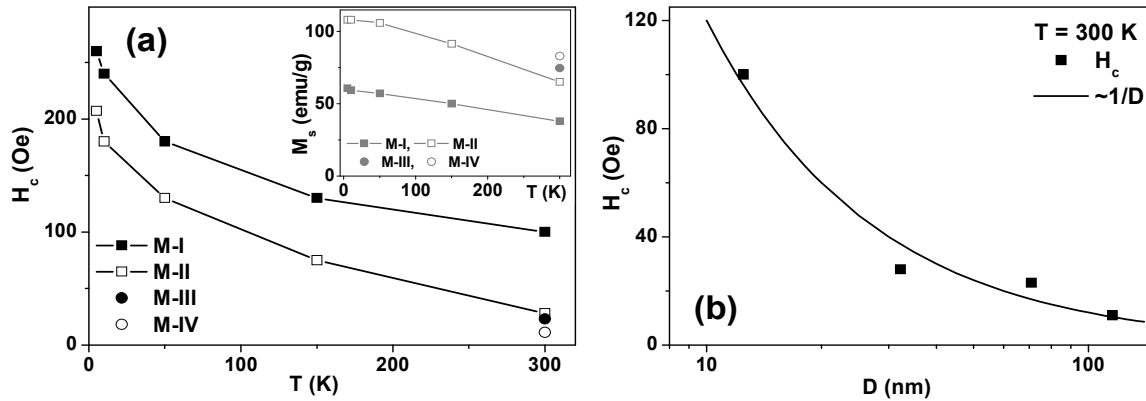 (a)
H_c (Oe)
200
100
0
0
100
200
300
T (K)
M-I
M-II
M-III
M-IV
M_s (emu/g)
100
50
0
0
100
200
T (K)
M-I, M-II
M-III, M-IV
(b)
H_c (Oe)
120
80
40
0
10
100
D (nm)
T = 300 K
H_c
~1/D